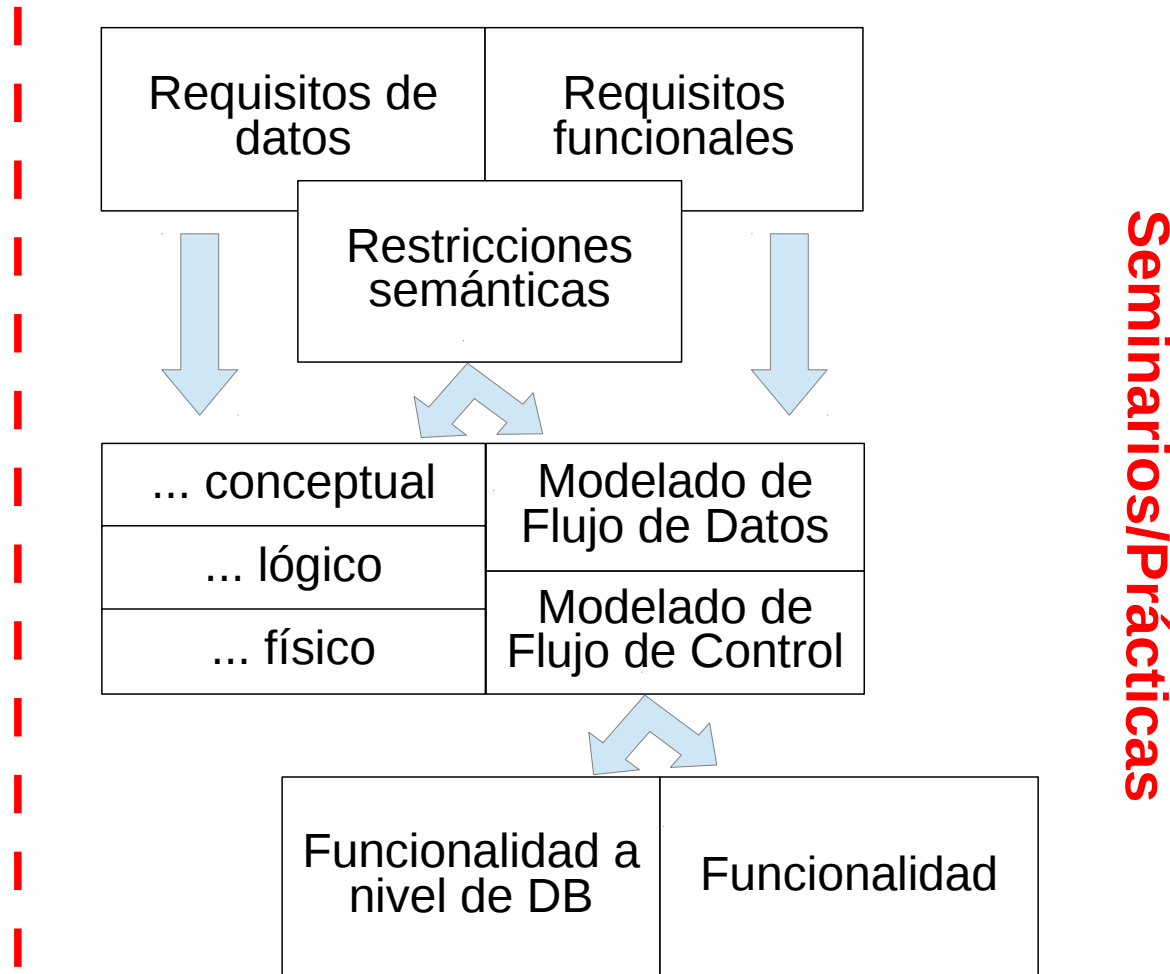 Requisitos de
datos
Requisitos
funcionales
Restricciones
semánticas
... conceptual
... lógico
... físico
Modelado de
Flujo de Datos
Modelado de
Flujo de Control
Funcionalidad a
nivel de DB
Funcionalidad
Seminarios/Prácticas